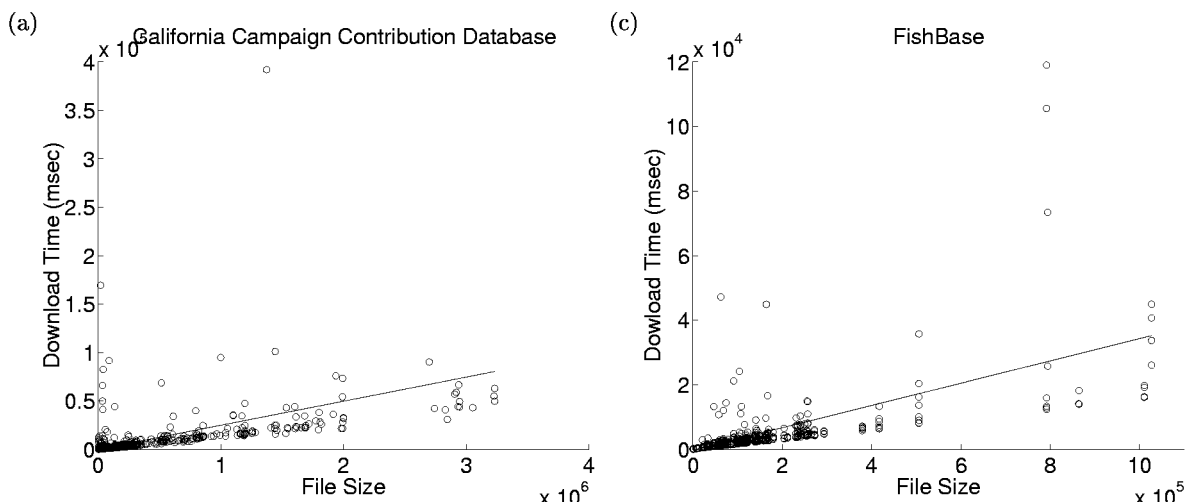 (a)
California Campaign Contribution Database
x 10
4
3.5
3
2.5
2
1.5
1
0.5
0
Download Time (msec)
0 1 2 3 4
File Size
x 10^6
(c)
FishBase
x 10^4
12
10
8
6
4
2
0
Dowload Time (msec)
0 2 4 6 8 10
File Size
x 10^5